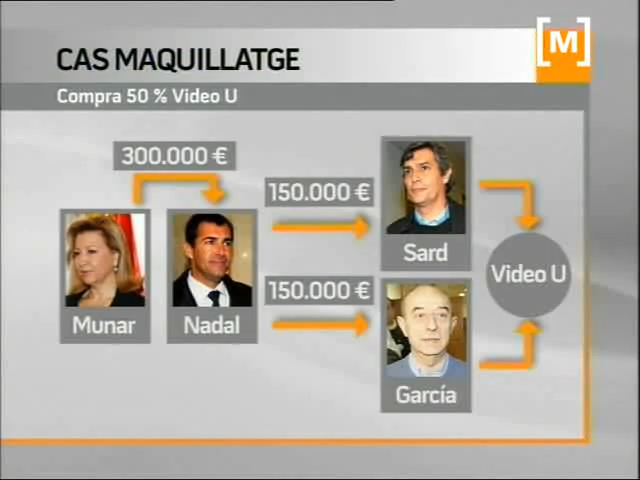 CAS MAQUILLATGE
[M]
Compra 50 % Video U
300.000 €
150.000 €
Sard
Munar
Nadal
150.000 €
García
Video U